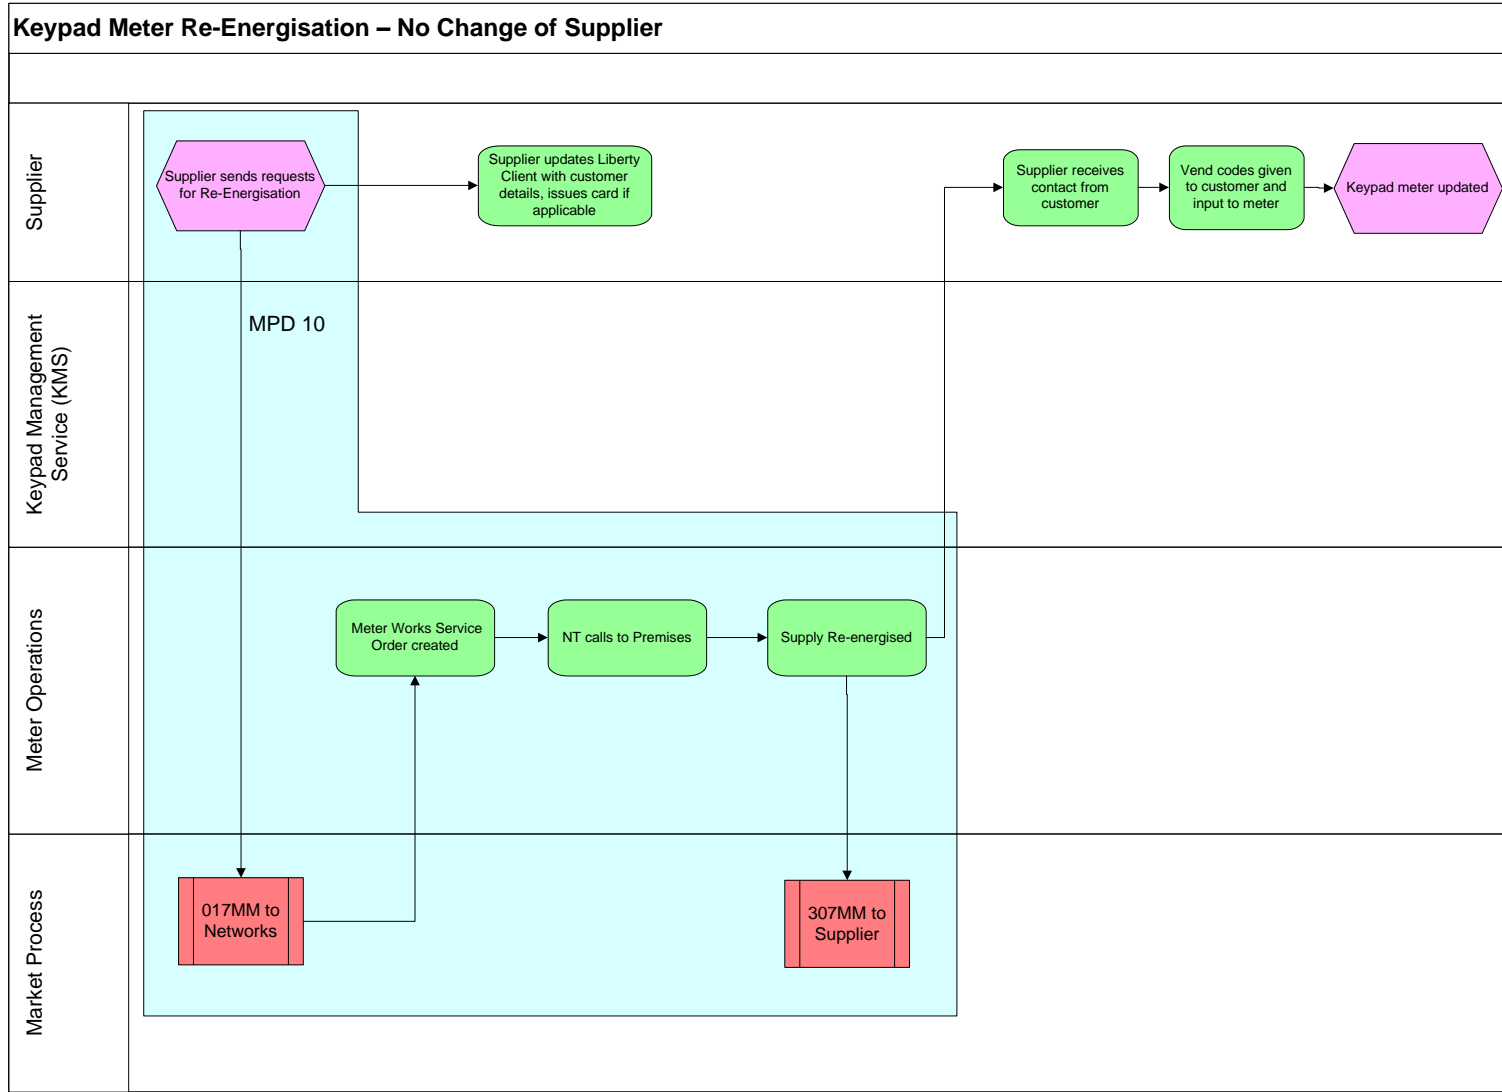 Keypad Meter Re-Energisation – No Change of Supplier
Supplier
Supplier sends requests
for Re-Energisation
Supplier updates Liberty
Client with customer
details, issues card if
applicable
Supplier receives
contact from
customer
Vend codes given
to customer and
input to meter
Keypad meter updated
Keypad Management
Service (KMS)
MPD 10
Meter Operations
Meter Works Service
Order created
NT calls to Premises
Supply Re-energised
Market Process
017MM to
Networks
307MM to
Supplier